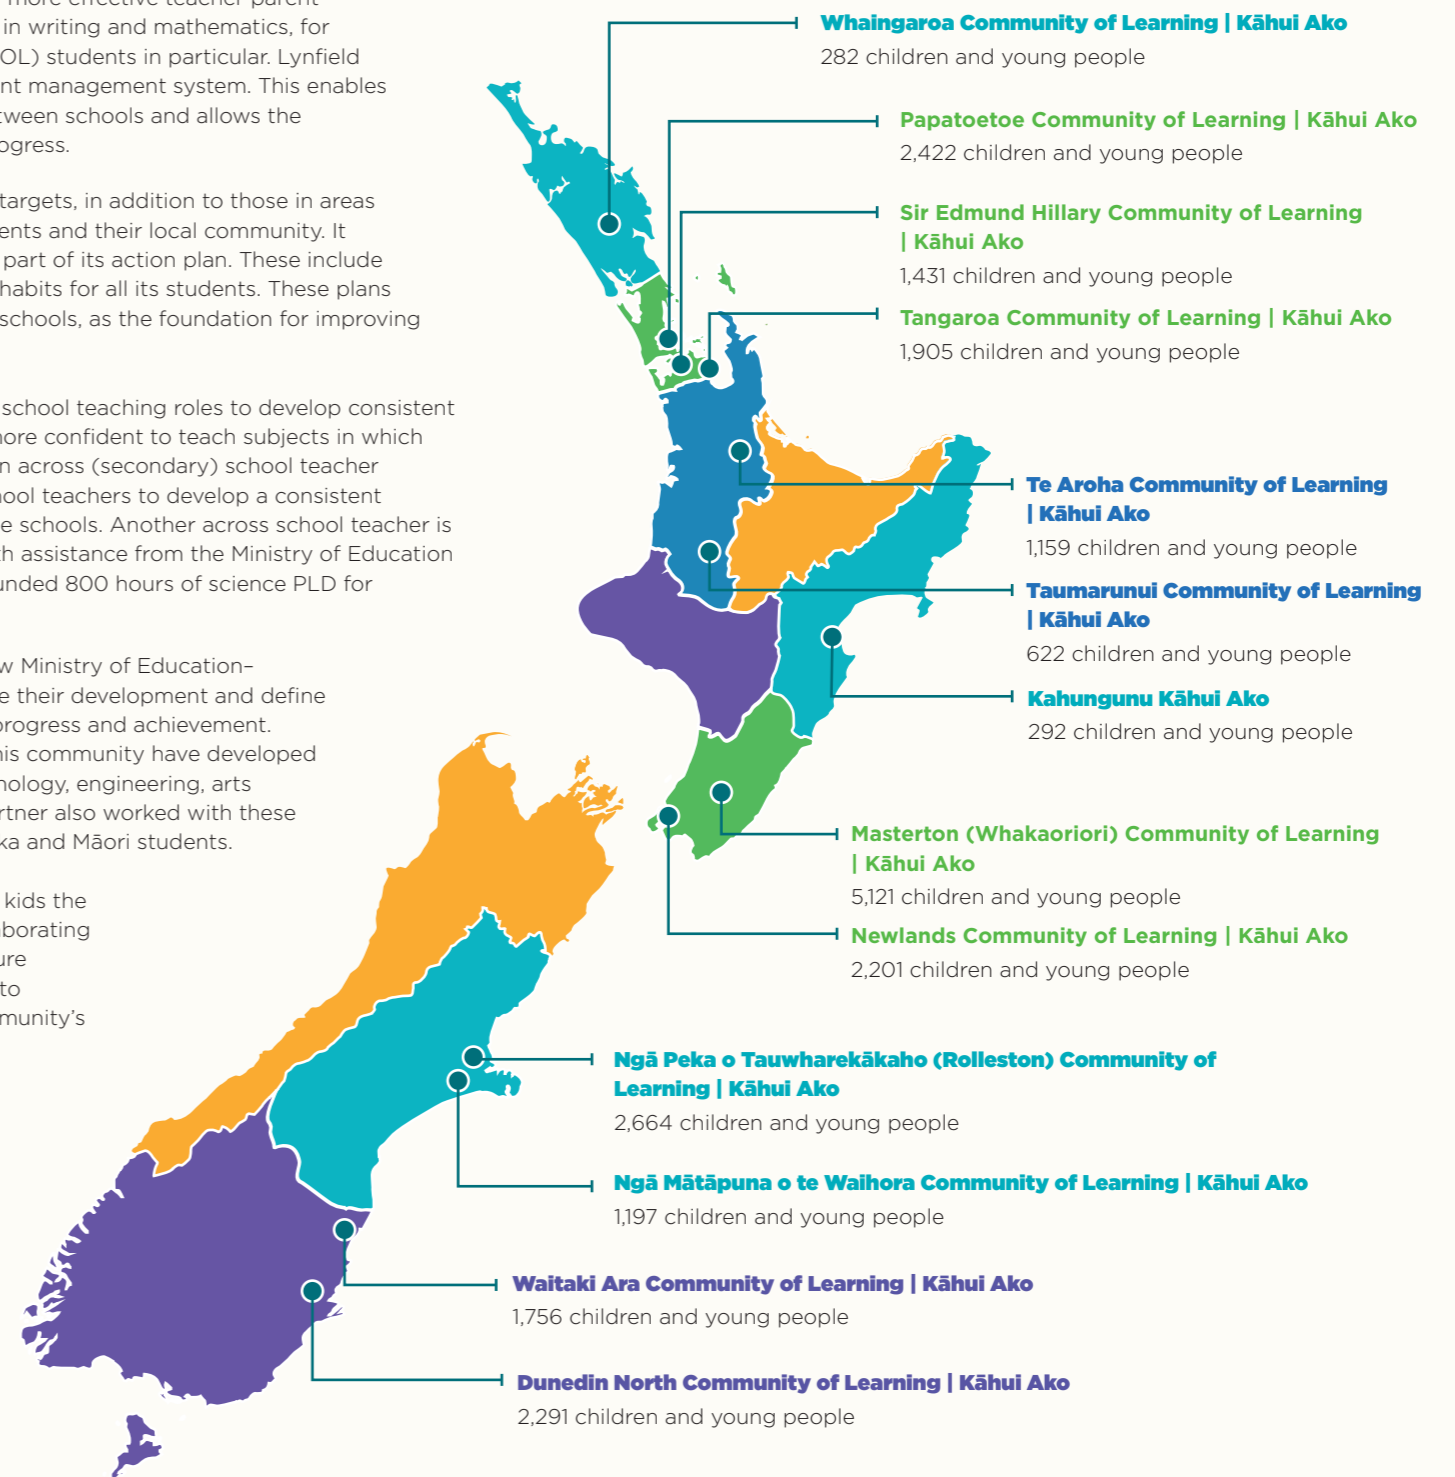 more effective teacher parent
in writing and mathematics, for
OL) students in particular. Lynfield
nt management system. This enables
tween schools and allows the
ogress.
targets, in addition to those in areas
ents and their local community. It
part of its action plan. These include
habits for all its students. These plans
schools, as the foundation for improving
school teaching roles to develop consistent
more confident to teach subjects in which
n across (secondary) school teacher
hool teachers to develop a consistent
e schools. Another across school teacher is
th assistance from the Ministry of Education
unded 800 hours of science PLD for
w Ministry of Education–
e their development and define
progress and achievement.
his community have developed
nology, engineering, arts
artner also worked with these
ka and Māori students.
kids the
aborating
ure
to
munity’s
Whaingaroa Community of Learning | Kāhui Ako
282 children and young people
Papatoetoe Community of Learning | Kāhui Ako
2,422 children and young people
Sir Edmund Hillary Community of Learning
| Kāhui Ako
1,431 children and young people
Tangaroa Community of Learning | Kāhui Ako
1,905 children and young people
Te Aroha Community of Learning
| Kāhui Ako
1,159 children and young people
Taumarunui Community of Learning
| Kāhui Ako
622 children and young people
Kahungunu Kāhui Ako
292 children and young people
Masterton (Whakaoriori) Community of Learning
| Kāhui Ako
5,121 children and young people
Newlands Community of Learning | Kāhui Ako
2,201 children and young people
Ngā Peka o Tauwharekākaho (Rolleston) Community of
Learning | Kāhui Ako
2,664 children and young people
Ngā Mātāpuna o te Waihora Community of Learning | Kāhui Ako
1,197 children and young people
Waitaki Ara Community of Learning | Kāhui Ako
1,756 children and young people
Dunedin North Community of Learning | Kāhui Ako
2,291 children and young people